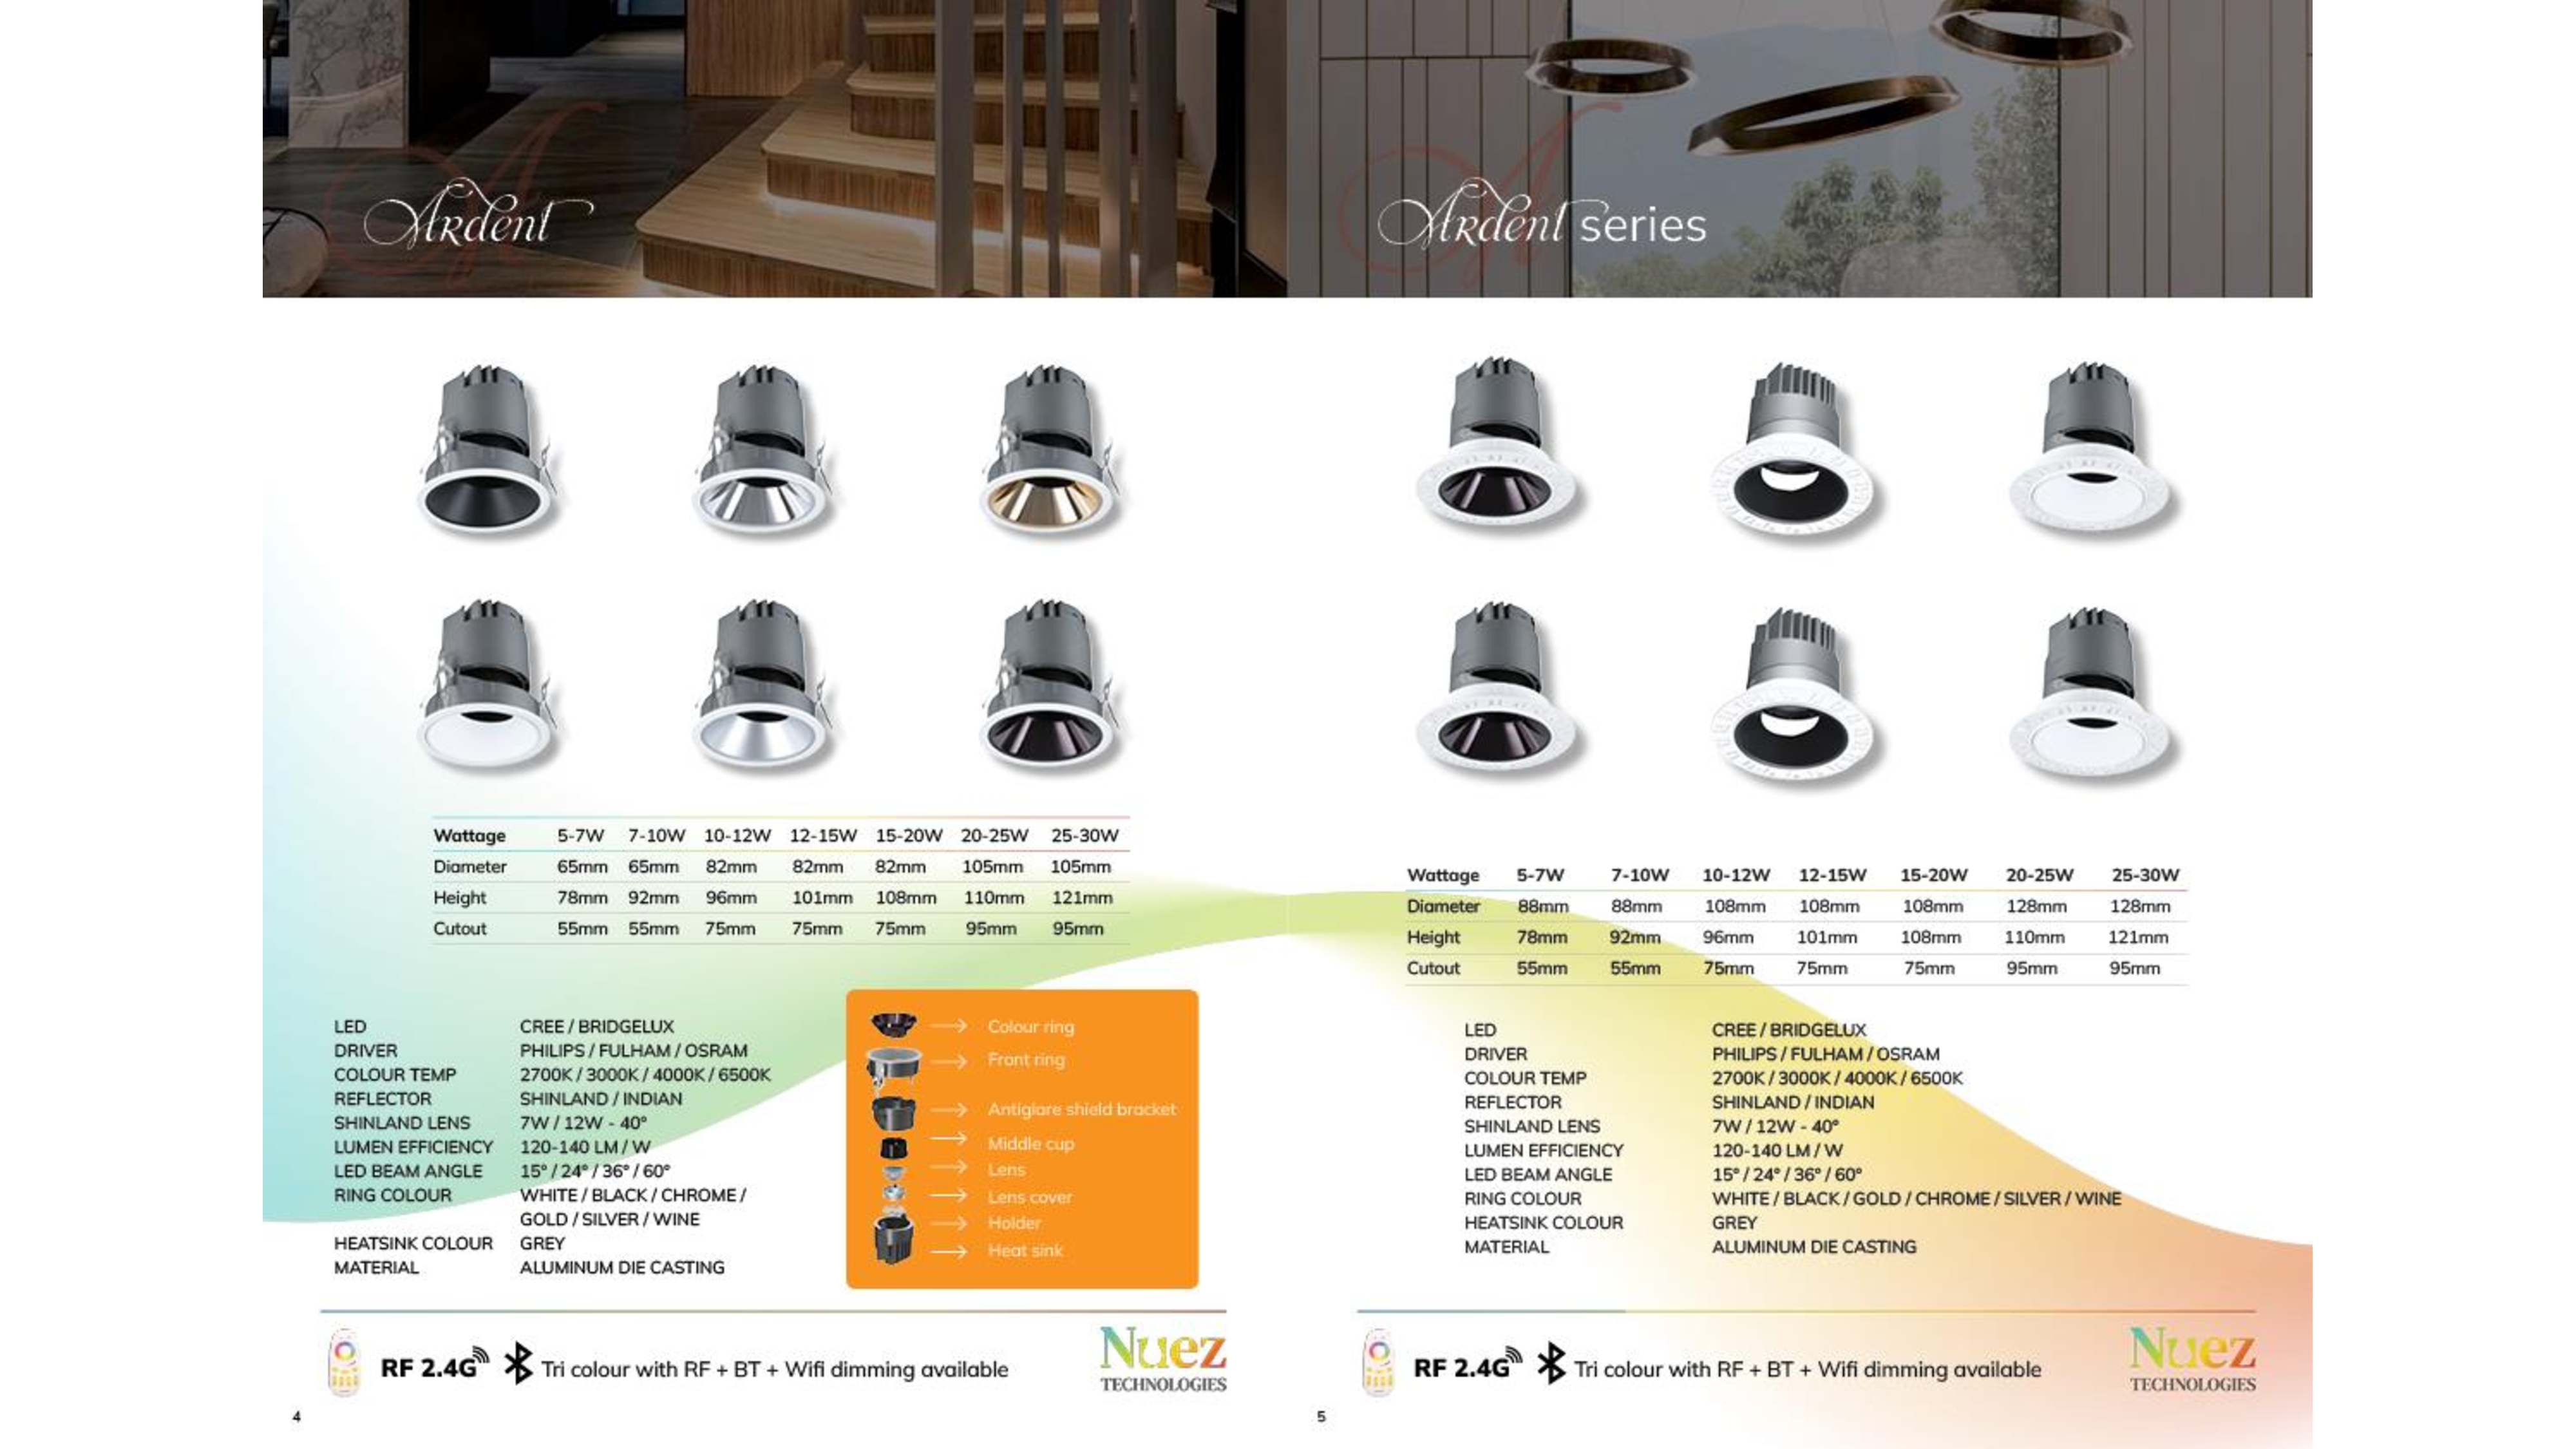 Ardent
Wattage 5-7W 7-10W 10-12W 12-15W 15-20W 20-25W 25-30W
Diameter 65mm 65mm 82mm 82mm 82mm 105mm 105mm
Height 78mm 92mm 96mm 101mm 108mm 110mm 121mm
Cutout 55mm 55mm 75mm 75mm 75mm 95mm 95mm
LED CREE / BRIDGELUX
DRIVER PHILIPS / FULHAM / OSRAM
COLOUR TEMP 2700K / 3000K / 4000K / 6500K
REFLECTOR SHINLAND / INDIAN
SHINLAND LENS 7W / 12W - 40°
LUMEN EFFICIENCY 120-140 LM / W
LED BEAM ANGLE 15° / 24° / 36° / 60°
RING COLOUR WHITE / BLACK / CHROME /
GOLD / SILVER / WINE
HEATSINK COLOUR GREY
MATERIAL ALUMINUM DIE CASTING
Colour ring
Front ring
Antiglare shield bracket
Middle cup
Lens
Lens cover
Holder
Heat sink
RF 2.4G Tri colour with RF + BT + Wifi dimming available
Nuez
TECHNOLOGIES
4
Ardent series
Wattage 5-7W 7-10W 10-12W 12-15W 15-20W 20-25W 25-30W
Diameter 88mm 88mm 108mm 108mm 108mm 128mm 128mm
Height 78mm 92mm 96mm 101mm 108mm 110mm 121mm
Cutout 55mm 55mm 75mm 75mm 75mm 95mm 95mm
LED CREE / BRIDGELUX
DRIVER PHILIPS / FULHAM / OSRAM
COLOUR TEMP 2700K / 3000K / 4000K / 6500K
REFLECTOR SHINLAND / INDIAN
SHINLAND LENS 7W / 12W - 40°
LUMEN EFFICIENCY 120-140 LM / W
LED BEAM ANGLE 15° / 24° / 36° / 60°
RING COLOUR WHITE / BLACK / GOLD / CHROME / SILVER / WINE
HEATSINK COLOUR GREY
MATERIAL ALUMINUM DIE CASTING
RF 2.4G Tri colour with RF + BT + Wifi dimming available
Nuez
TECHNOLOGIES
5